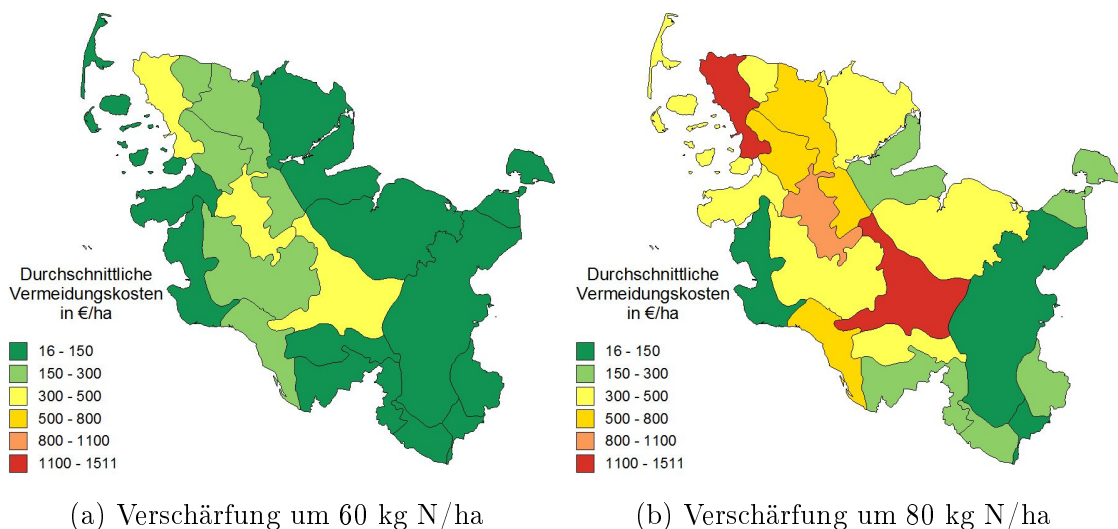 Durchschnittliche
Vermeidungskosten
in €/ha
16 - 150
150 - 300
300 - 500
500 - 800
800 - 1100
1100 - 1511
(a) Verschärfung um 60 kg N/ha
Durchschnittliche
Vermeidungskosten
in €/ha
16 - 150
150 - 300
300 - 500
500 - 800
800 - 1100
1100 - 1511
(b) Verschärfung um 80 kg N/ha